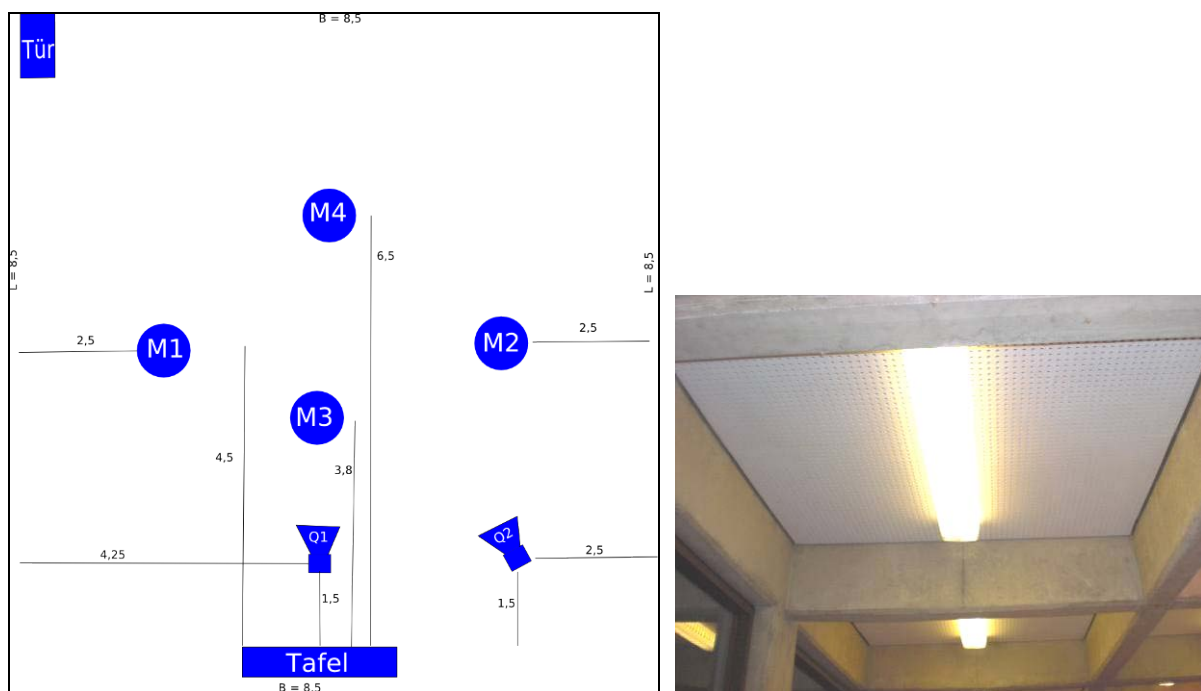 B = 8,5
Tür
M4
6,5
L = 8,5
L = 8,5
2,5
M1
M2
2,5
M3
4,5
3,8
Q1
Q2
4,25
2,5
1,5
1,5
Tafel
B = 8,5